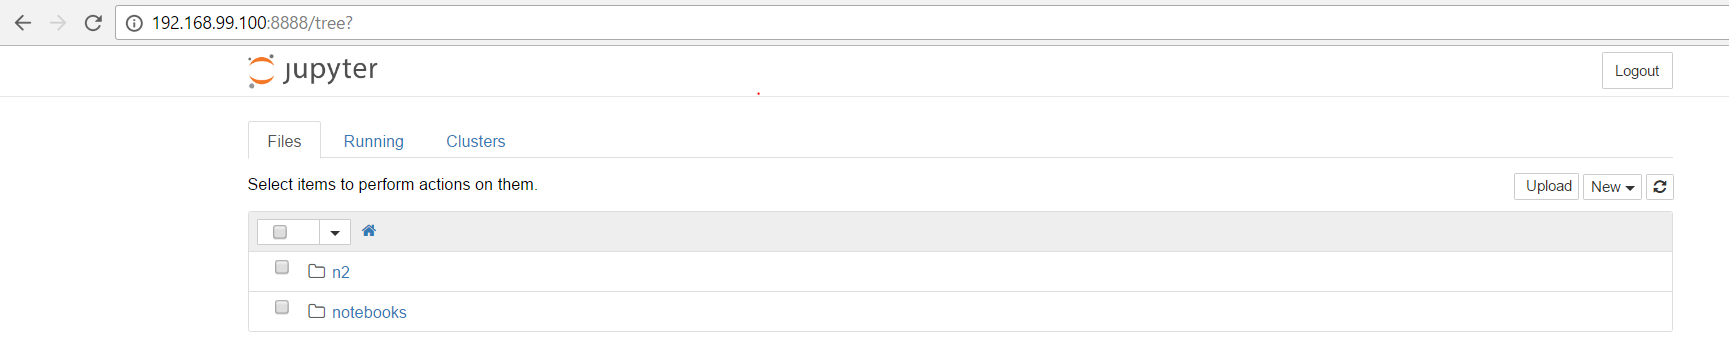 192.168.99.100:8888/tree?
jupyter
Logout
Files Running Clusters
Select items to perform actions on them.
Upload New
n2
notebooks